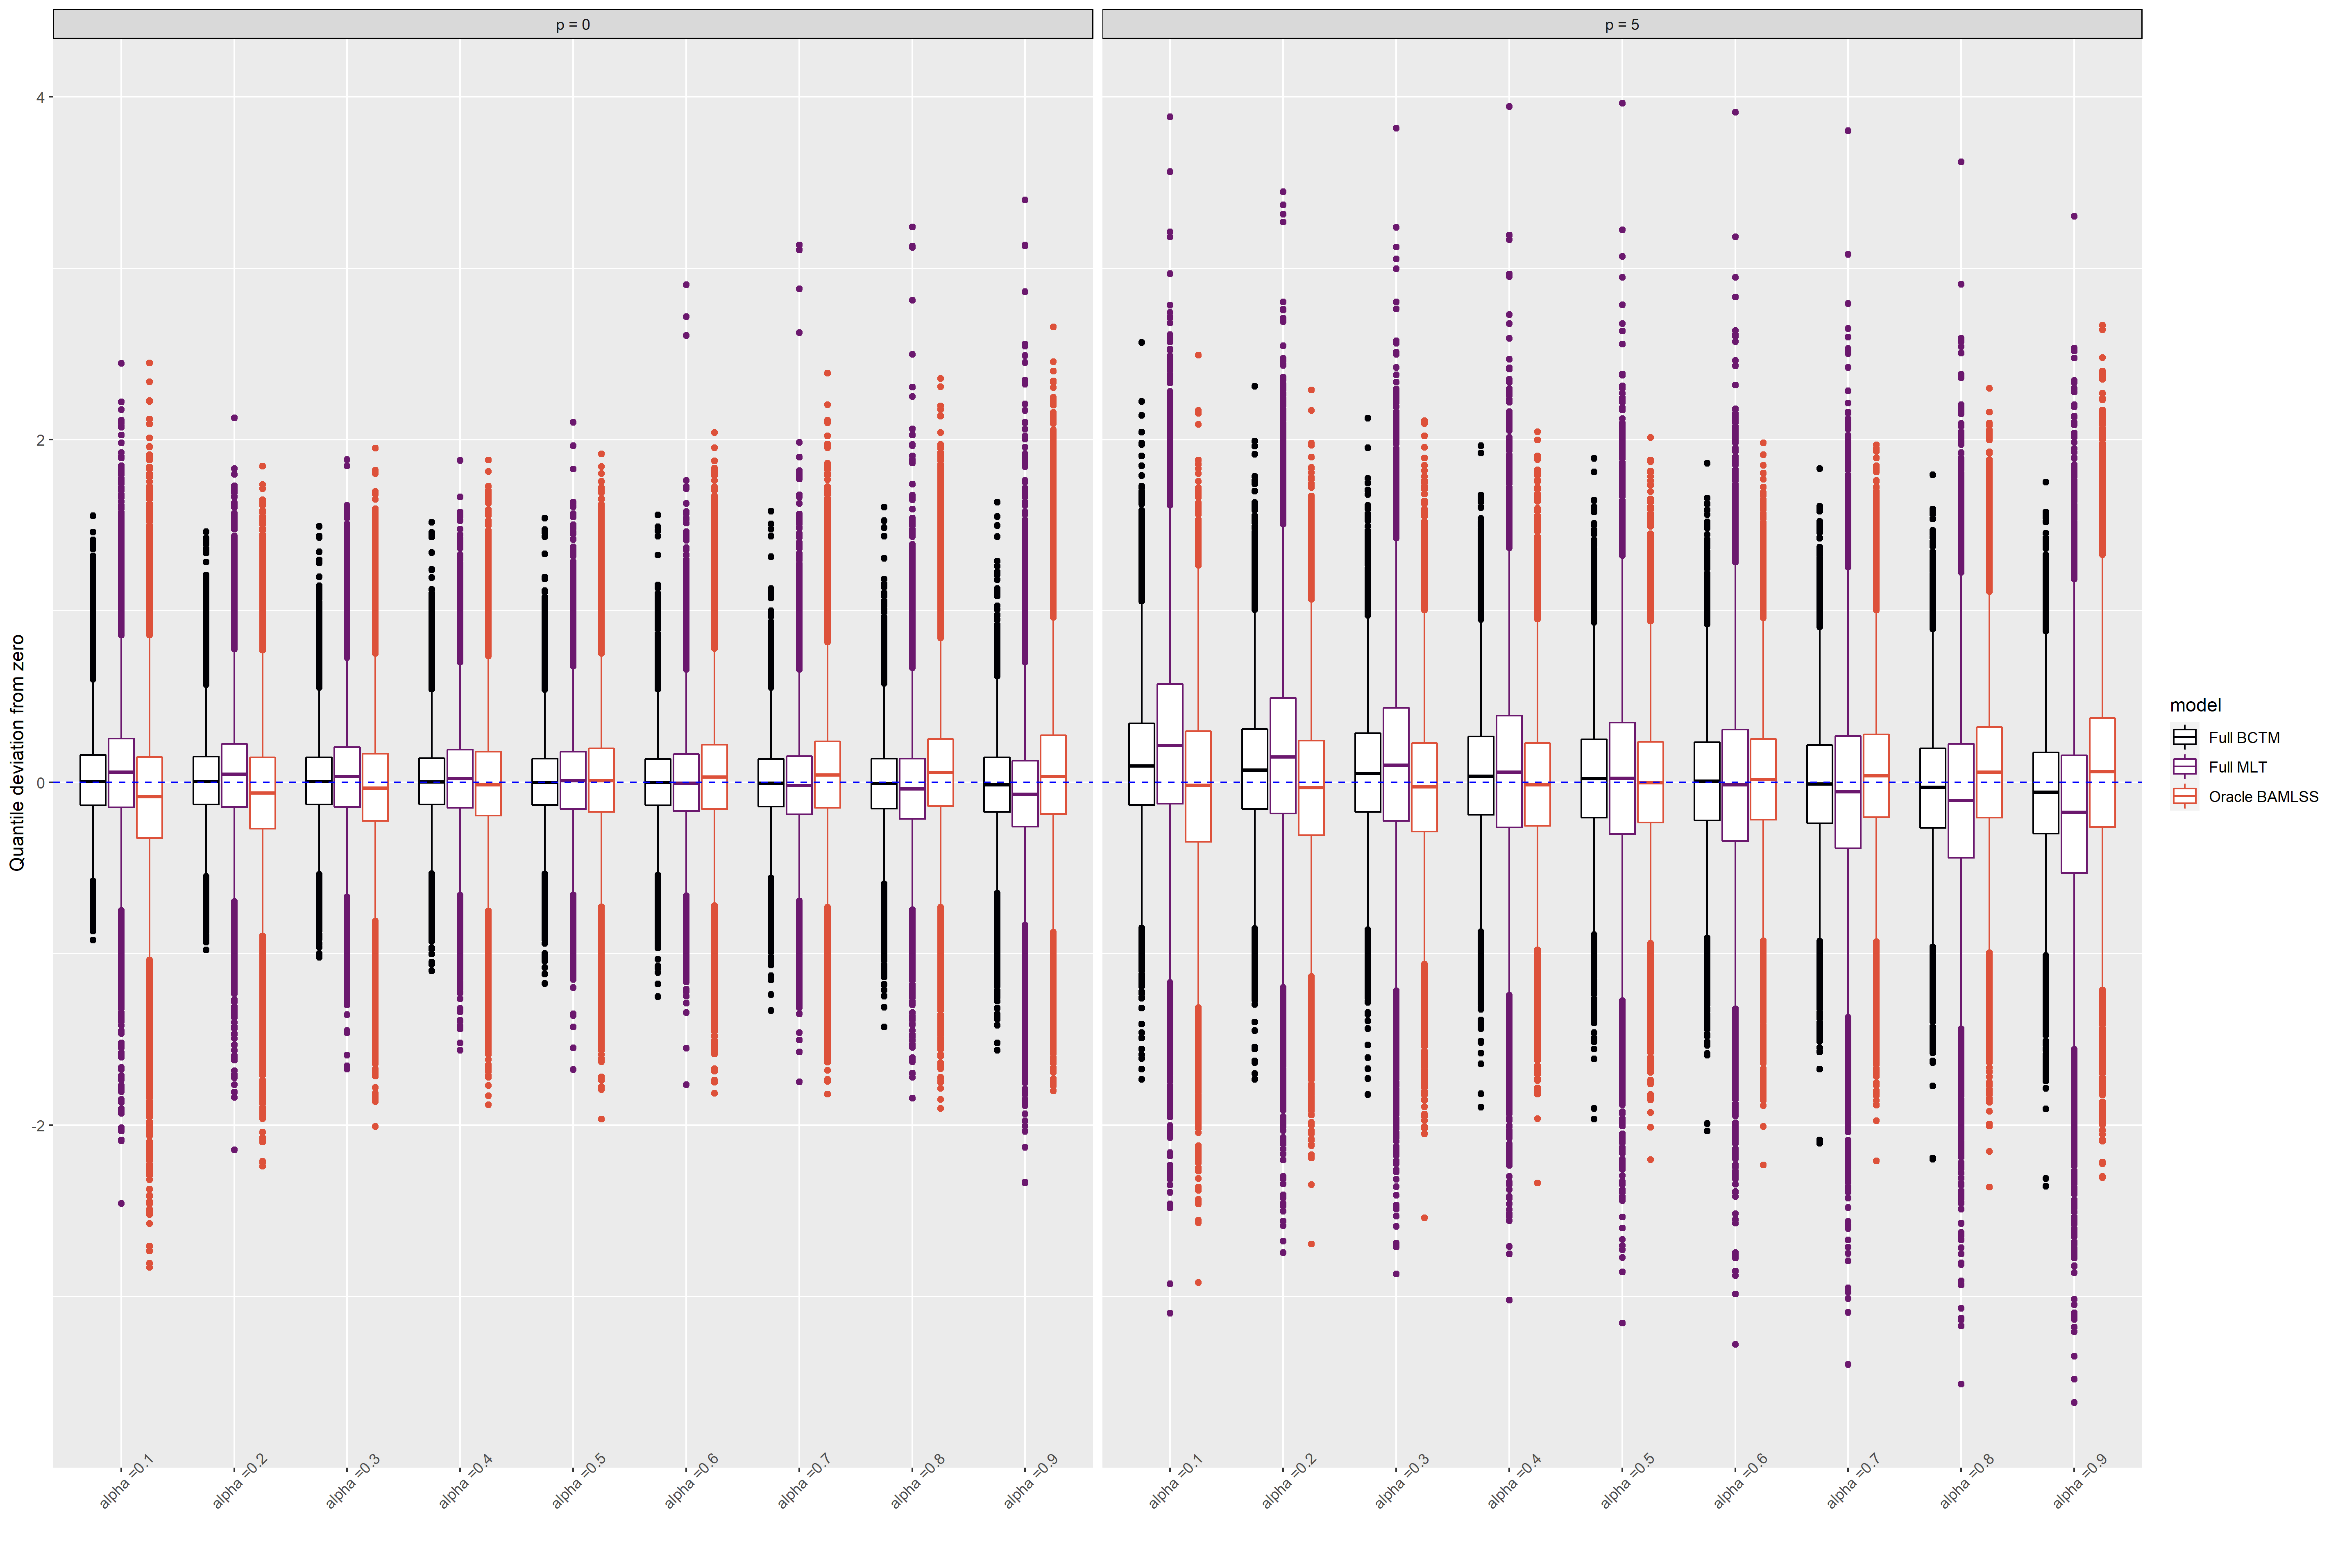 p = 0
p = 5
Quantile deviation from zero
4
2
0
-2
alpha =0.1
alpha =0.2
alpha =0.3
alpha =0.4
alpha =0.5
alpha =0.6
alpha =0.7
alpha =0.8
alpha =0.9
alpha =0.1
alpha =0.2
alpha =0.3
alpha =0.4
alpha =0.5
alpha =0.6
alpha =0.7
alpha =0.8
alpha =0.9
model
Full BCTM
Full MLT
Oracle BAMLSS